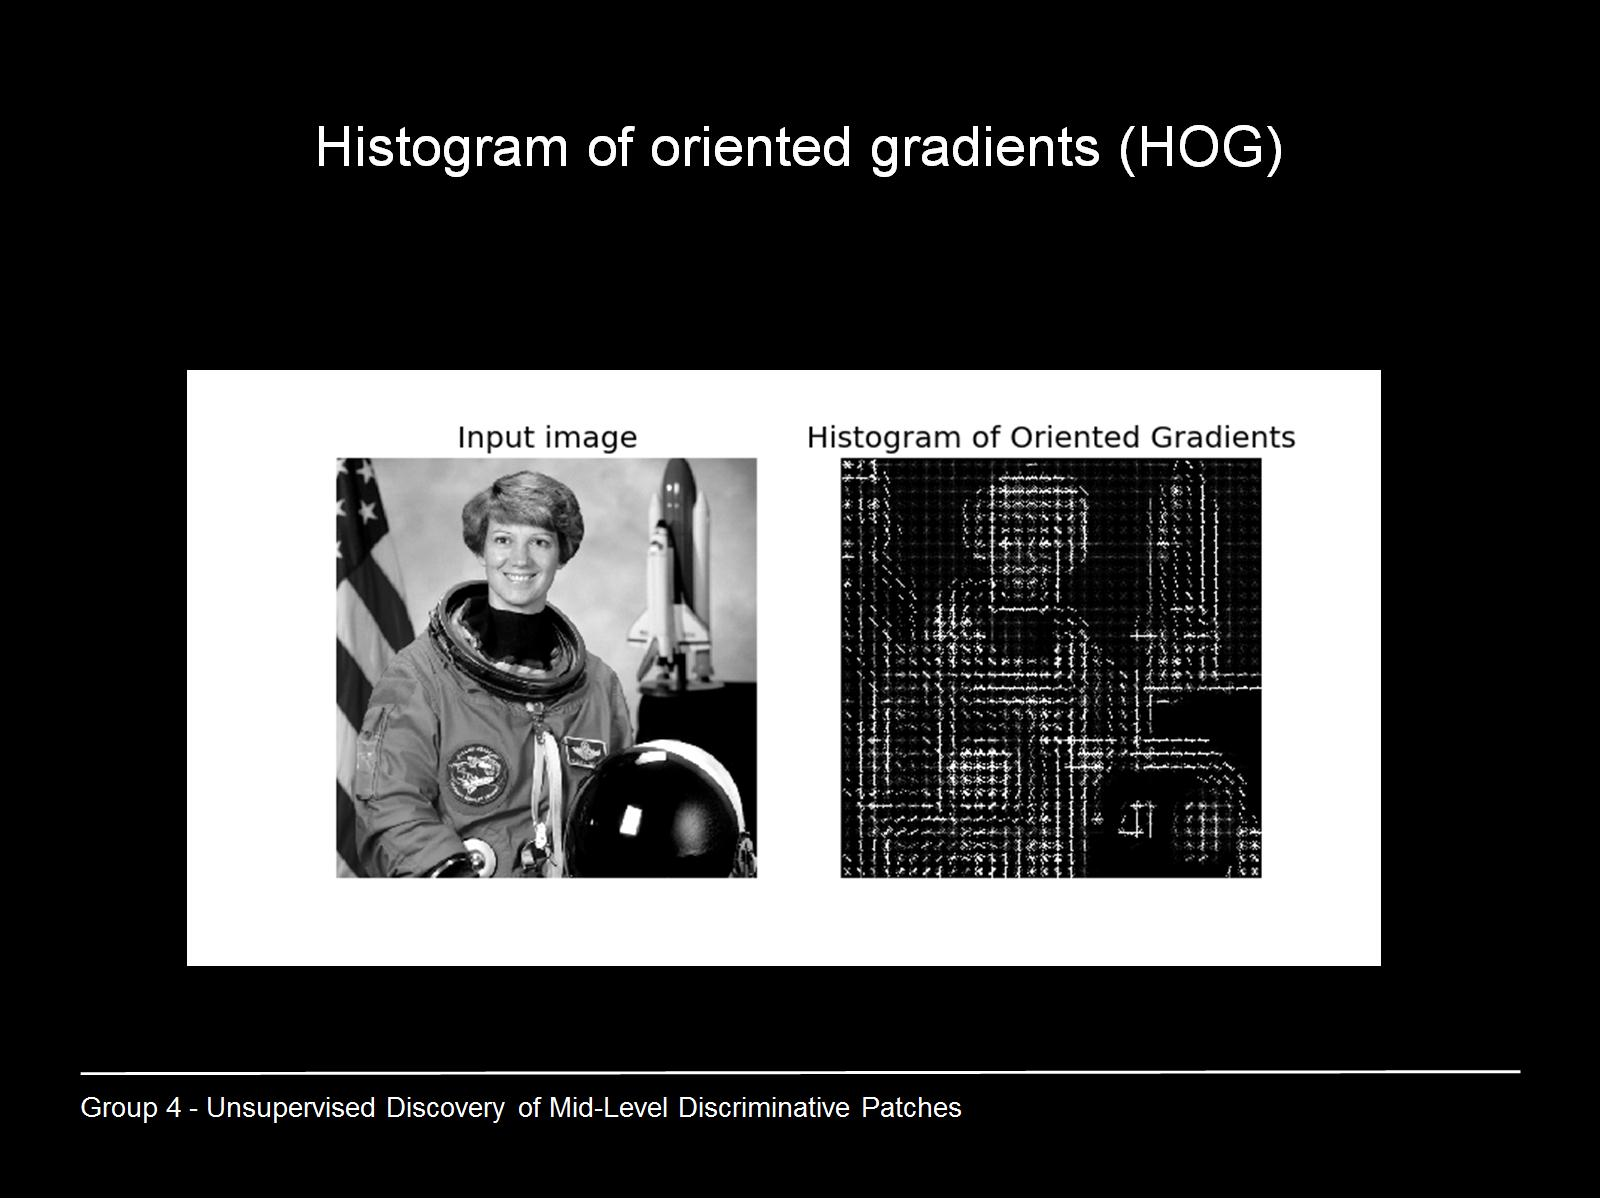 Histogram of oriented gradients (HOG)
Input image
Histogram of Oriented Gradients
Group 4 - Unsupervised Discovery of Mid-Level Discriminative Patches